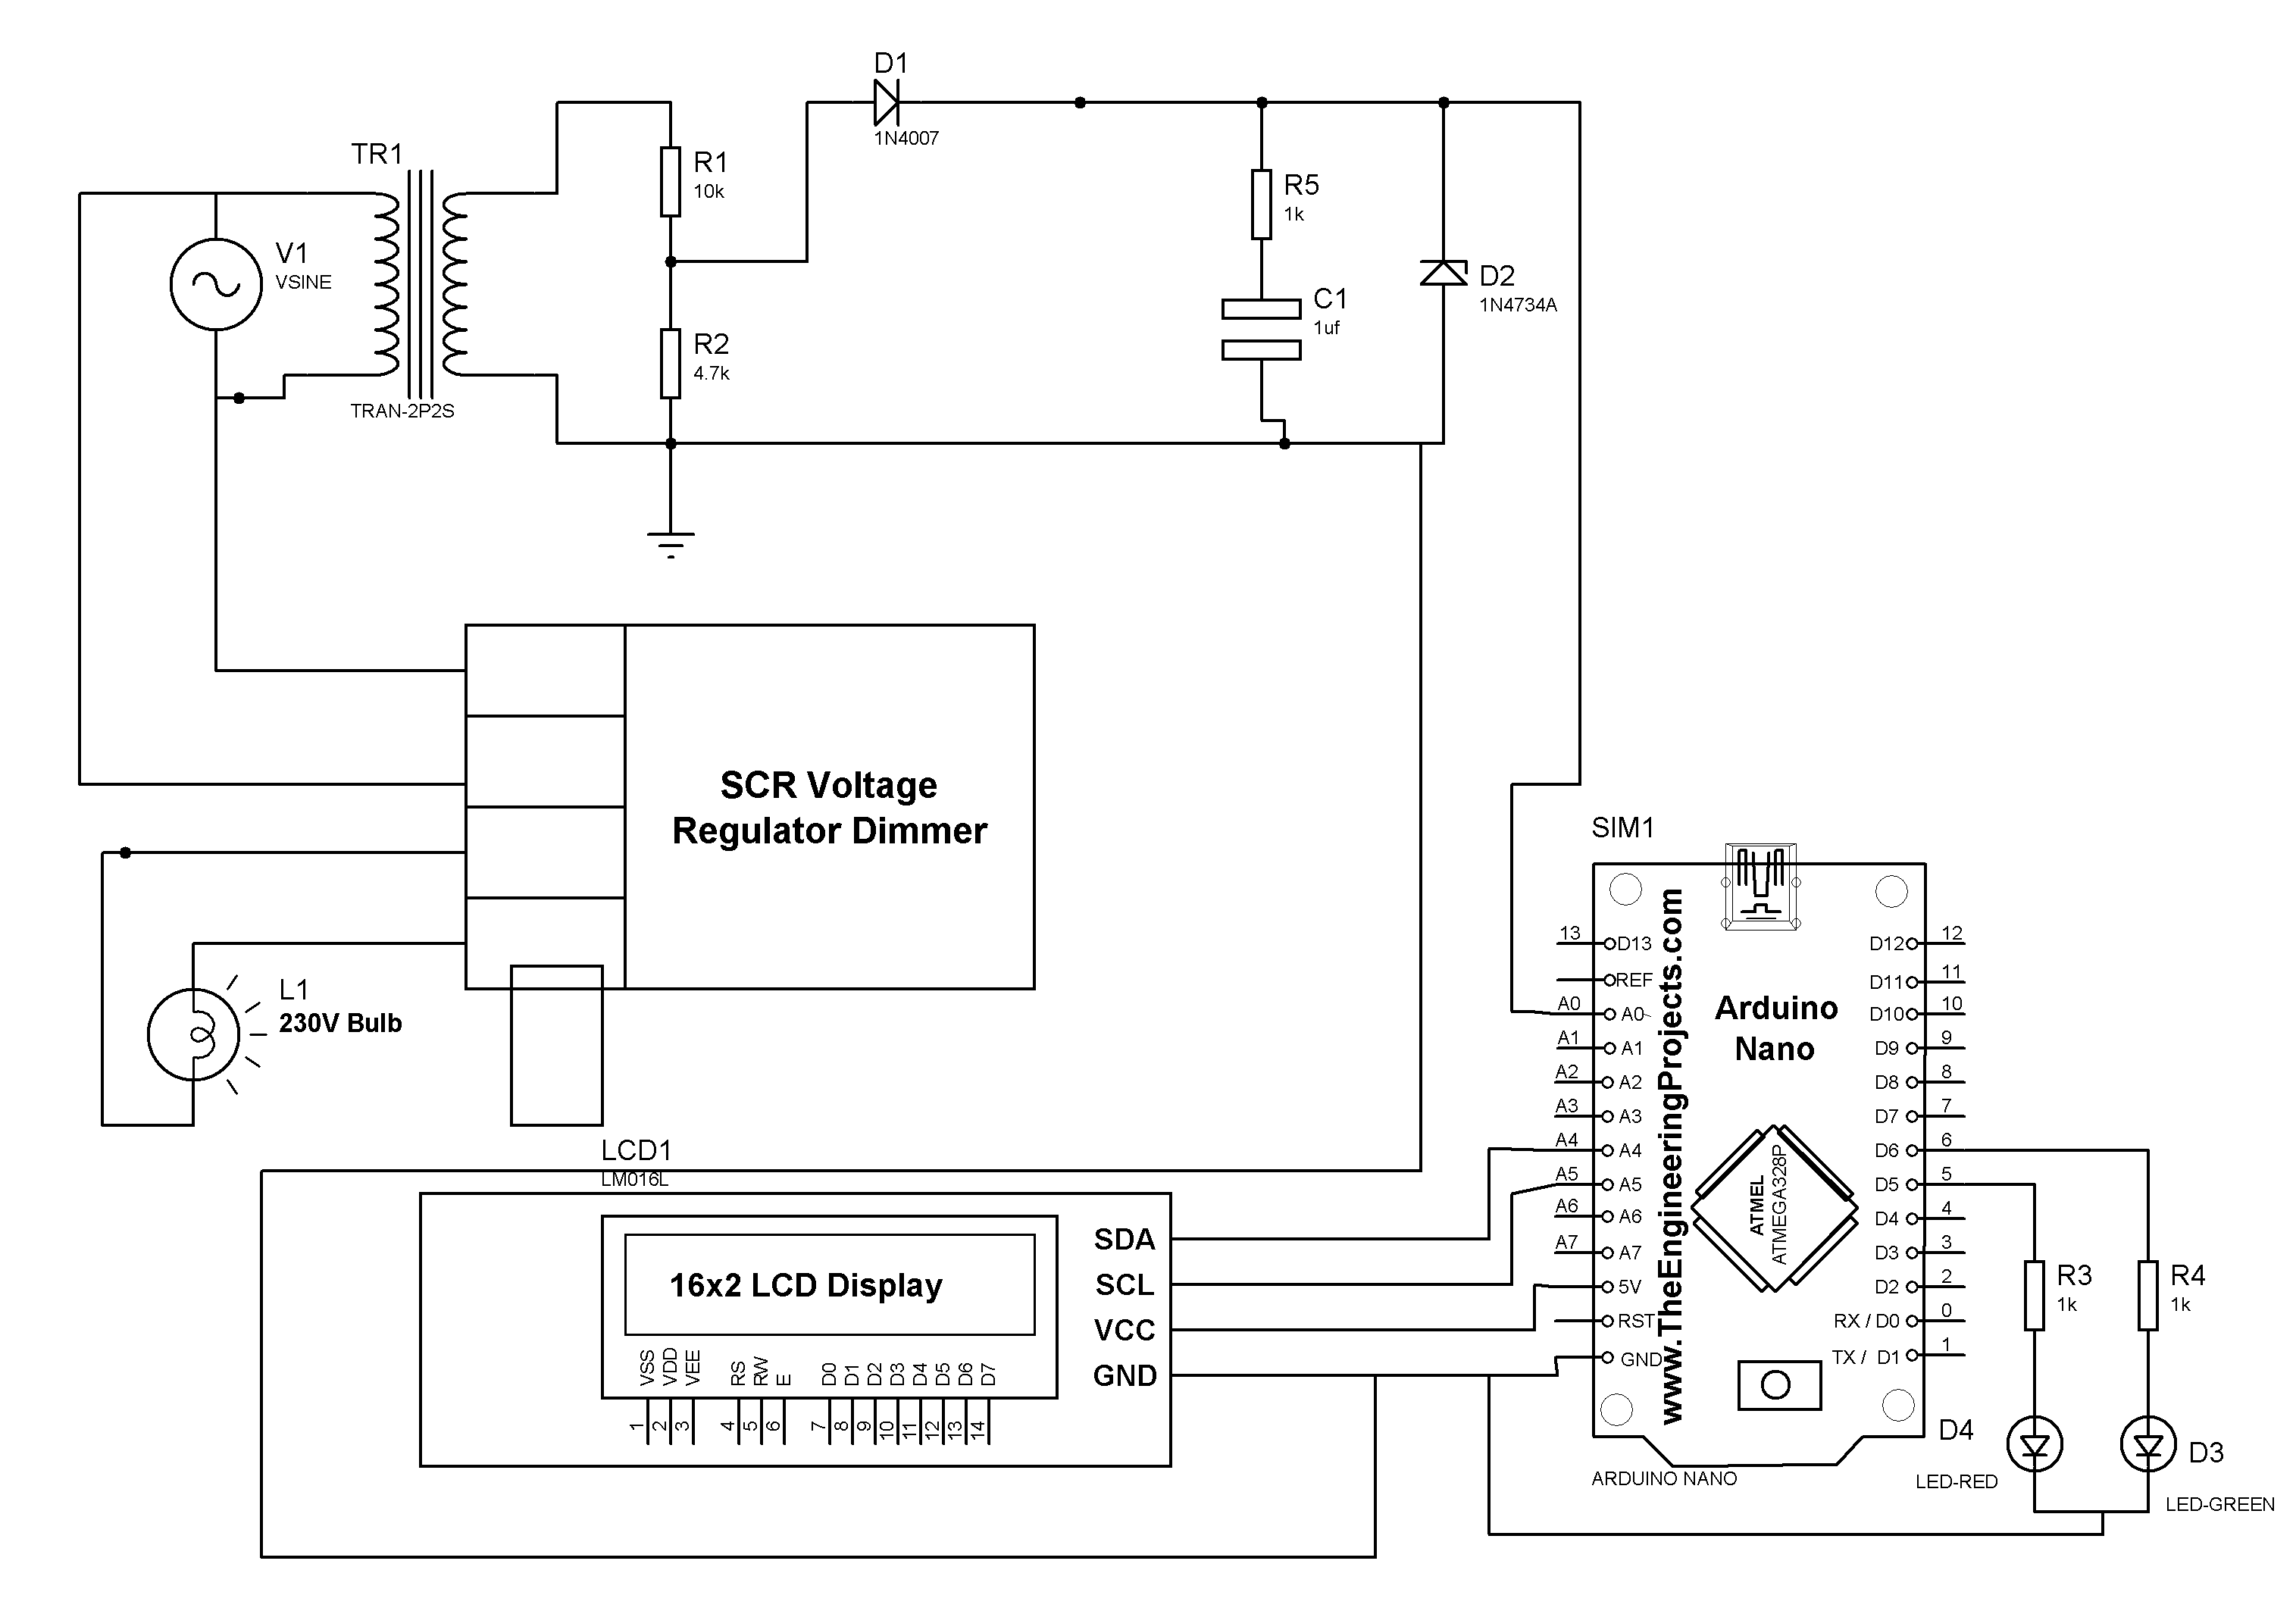 D1
1N4007
TR1
TRAN-2P2S
V1
VSINE
R1
10k
R2
4.7k
R5
1k
C1
1uf
D2
1N4734A
SCR Voltage
Regulator Dimmer
L1
230V Bulb
LCD1
LM016L
16x2 LCD Display
SDA
SCL
VCC
GND
VSS
VDD
VEE
RS
RW
E
D0
D1
D2
D3
D4
D5
D6
D7
1
2
3
4
5
6
7
8
9
10
11
12
13
14
SIM1
www.TheEngineeringProjects.com
Arduino
Nano
ATMEL
ATMEGA328P
13 D13
REF
A0 A0
A1 A1
A2 A2
A3 A3
A4 A4
A5 A5
A6 A6
A7 A7
5V
RST
GND
D12 12
D11 11
D10 10
D9 9
D8 8
D7 7
D6 6
D5 5
D4 4
D3 3
D2 2
RX / D0 0
TX / D1 1
ARDUINO NANO
R3
1k
R4
1k
D4
LED-RED
D3
LED-GREEN